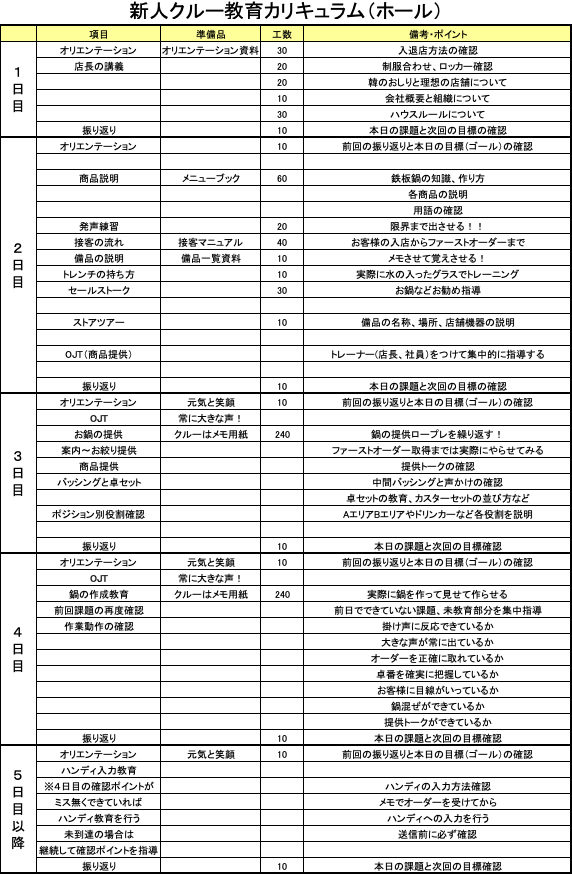 新人クルー教育カリキュラム（ホール）
項目 準備品 工数 備考・ポイント
1日目
オリエンテーション オリエンテーション資料 30 入退店方法の確認
店長の講義 20 制服合わせ、ロッカー確認
20 韓のおしりと理想の店舗について
10 会社概要と組織について
30 ハウスルールについて
振り返り 10 本日の課題と次回の目標の確認
2日目
オリエンテーション 10 前回の振り返りと本日の目標（ゴール）の確認
商品説明 メニューブック 60 鉄板鍋の知識、作り方
各商品の説明
用語の確認
発声練習 20 限界まで出させる！！
接客の流れ 接客マニュアル 40 お客様の入店からファーストオーダーまで
備品の説明 備品一覧資料 10 メモさせて覚えさせる！
トレンチの持ち方 10 実際に水の入ったグラスでトレーニング
セールストーク 30 お鍋などお勧め指導
ストアツアー 10 備品の名称、場所、店舗機器の説明
OJT（商品提供） トレーナー（店長、社員）をつけて集中的に指導する
振り返り 10 本日の課題と次回の目標の確認
3日目
オリエンテーション 元気と笑顔 10 前回の振り返りと本日の目標（ゴール）の確認
OJT 常に大きな声！
お鍋の提供 クルーはメモ用紙 240 鍋の提供ロープレを繰り返す！
案内～お絞り提供 ファーストオーダー取得までは実際にやらせてみる
商品提供 提供トークの確認
バッシングと卓セット 中間バッシングと声かけの確認
卓セットの教育、カスターセットの並び方など
ポジション別役割確認 AエリアBエリアやドリンカーなど各役割を説明
振り返り 10 本日の課題と次回の目標確認
4日目
オリエンテーション 元気と笑顔 10 前回の振り返りと本日の目標（ゴール）の確認
OJT 常に大きな声！
鍋の作成教育 クルーはメモ用紙 240 実際に鍋を作って見せて作らせる
前回課題の再度確認 前日でできていない課題、未教育部分を集中指導
作業動作の確認 掛け声に反応できているか
大きな声が常に出ているか
オーダーを正確に取れているか
卓番を確実に把握しているか
お客様に目線がいっているか
鍋混ぜができているか
提供トークができているか
振り返り 10 本日の課題と次回の目標確認
5日目以降
オリエンテーション 元気と笑顔 10 前回の振り返りと本日の目標（ゴール）の確認
ハンディ入力教育
※4日目の確認ポイントが ハンディの入力方法確認
ミス無くできていれば メモでオーダーを受けてから
ハンディ教育を行う ハンディへの入力を行う
未到達の場合は 送信前に必ず確認
継続して確認ポイントを指導
振り返り 10 本日の課題と次回の目標確認